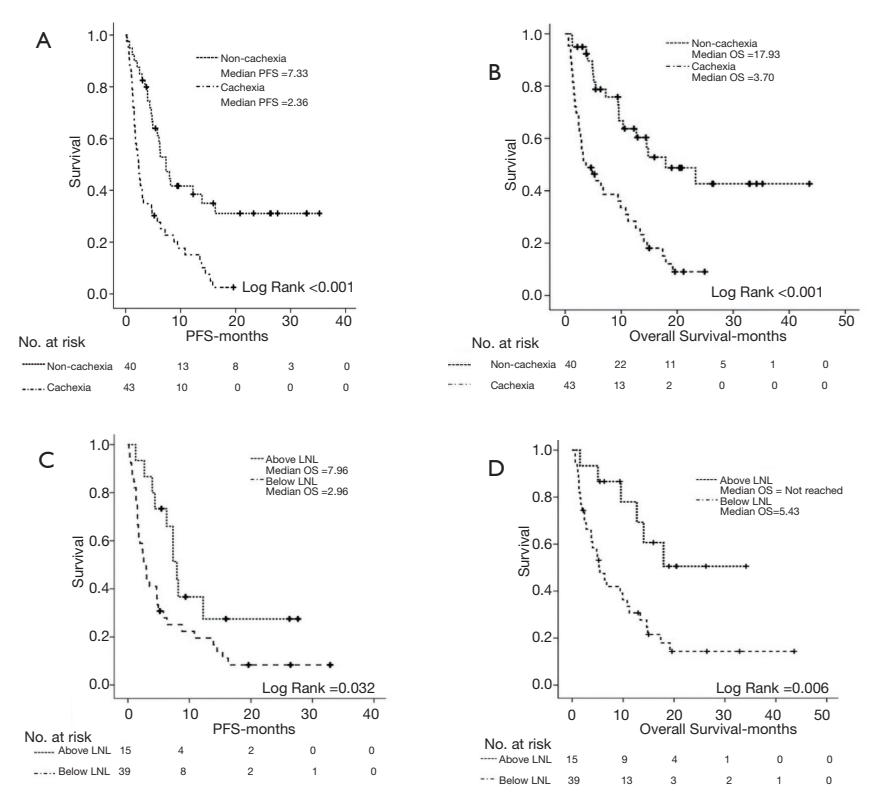 A
Survival
1.0
0.8
0.6
0.4
0.2
0.0
Non-cachexia
Median PFS =7.33
Cachexia
Median PFS =2.36
Log Rank <0.001
0 10 20 30 40
PFS-months
No. at risk
Non-cachexia 40 13 8 3 0
Cachexia 43 10 0 0 0
B
Survival
1.0
0.8
0.6
0.4
0.2
0.0
Non-cachexia
Median OS =17.93
Cachexia
Median OS =3.70
Log Rank <0.001
0 10 20 30 40 50
Overall Survival-months
No. at risk
Non-cachexia 40 22 11 5 1 0
Cachexia 43 13 2 0 0 0
C
Survival
1.0
0.8
0.6
0.4
0.2
0.0
Above LNL
Median OS =7.96
Below LNL
Median OS =2.96
Log Rank =0.032
0 10 20 30 40
PFS-months
No. at risk
Above LNL 15 4 2 0 0
Below LNL 39 8 2 1 0
D
Survival
1.0
0.8
0.6
0.4
0.2
0.0
Above LNL
Median OS = Not reached
Below LNL
Median OS=5.43
Log Rank =0.006
0 10 20 30 40 50
Overall Survival-months
No. at risk
Above LNL 15 9 4 1 0 0
Below LNL 39 13 3 2 1 0